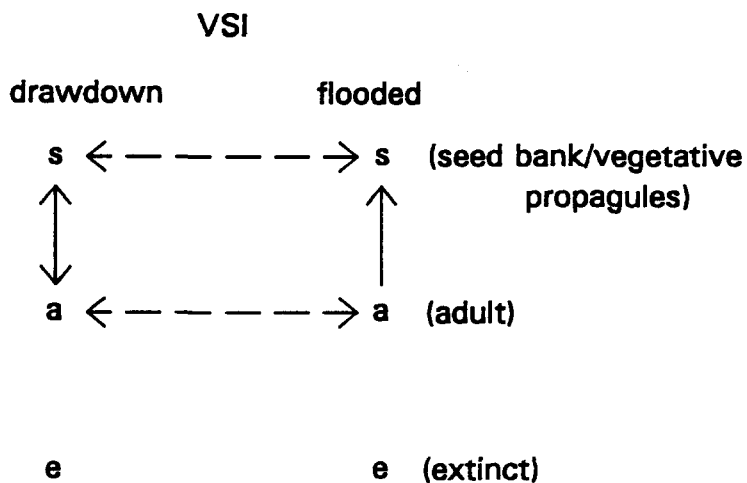 VSI
drawdown flooded
s s (seed bank/vegetative
propagules)
a a (adult)
e e (extinct)